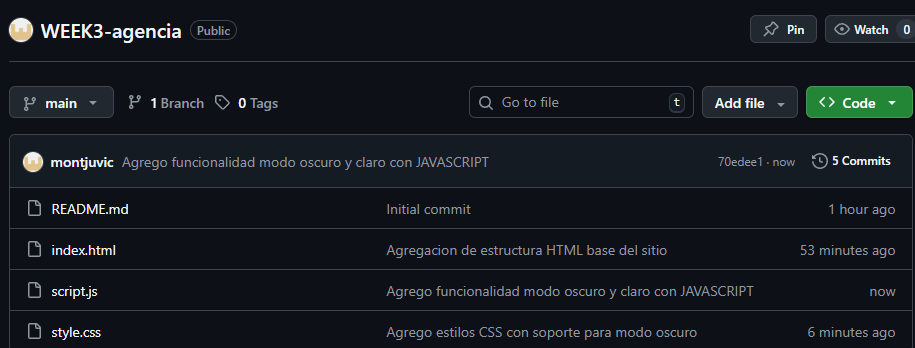 WEEK3-agencia Public Pin Watch 0
main 1 Branch 0 Tags Go to file t Add file Code
montjuvic Agrego funcionalidad modo oscuro y claro con JAVASCRIPT 70edee1 · now 5 Commits
README.md Initial commit 1 hour ago
index.html Agregacion de estructura HTML base del sitio 53 minutes ago
script.js Agrego funcionalidad modo oscuro y claro con JAVASCRIPT now
style.css Agrego estilos CSS con soporte para modo oscuro 6 minutes ago